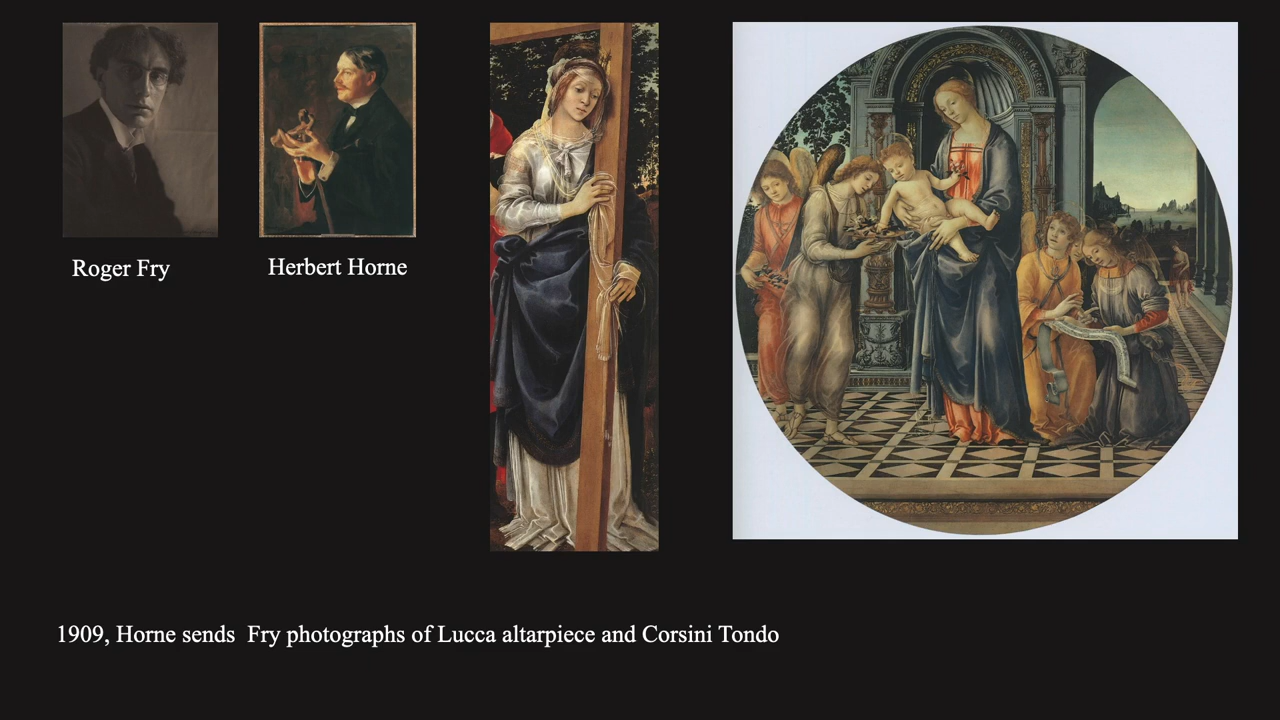 Roger Fry
Herbert Horne
1909, Horne sends  Fry photographs of Lucca altarpiece and Corsini Tondo